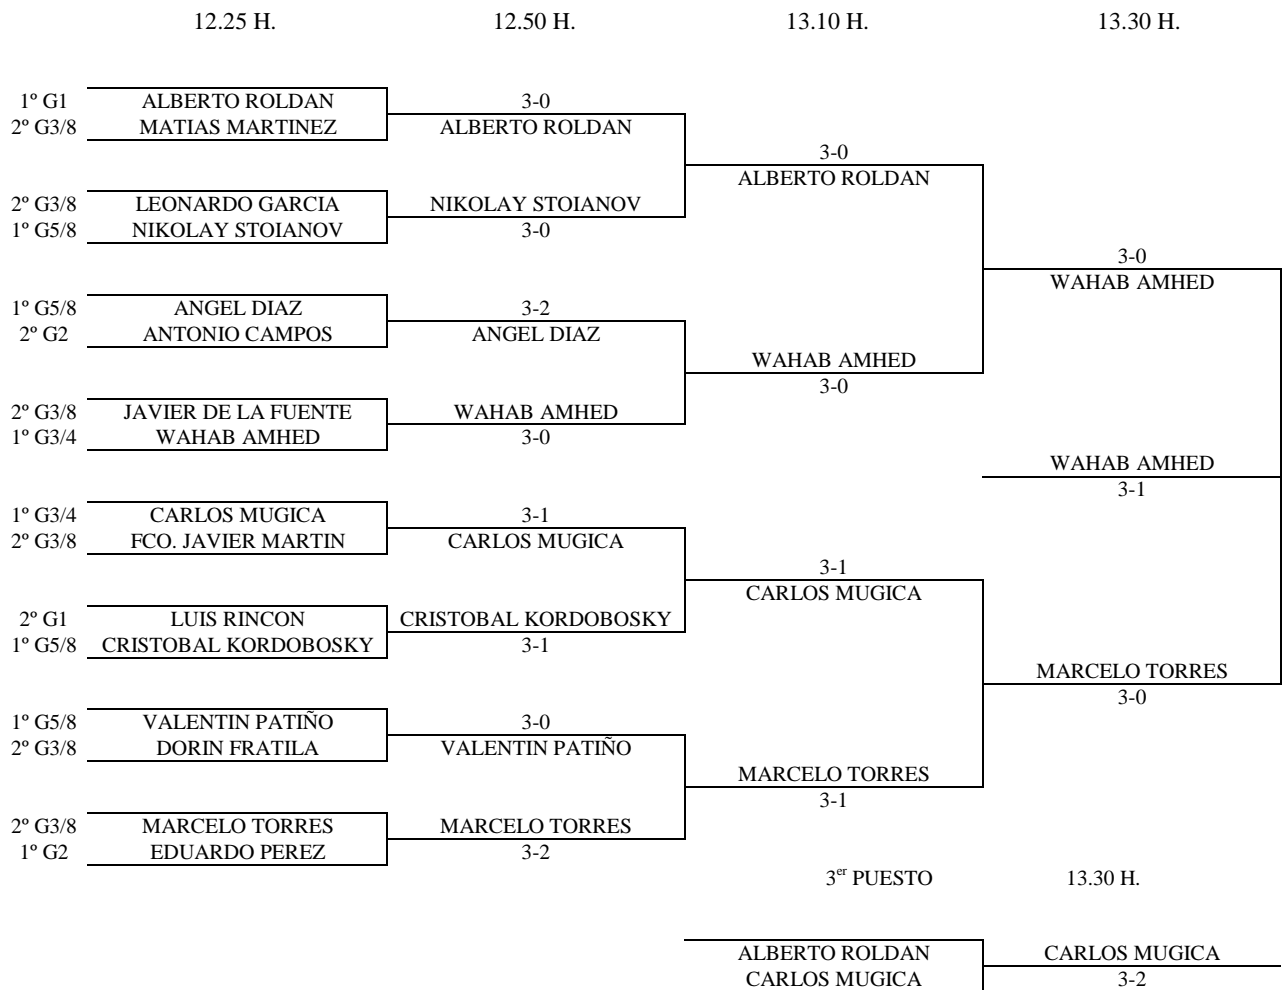 12.25 H. 12.50 H. 13.10 H. 13.30 H.
1º G1 ALBERTO ROLDAN 3-0
2º G3/8 MATIAS MARTINEZ ALBERTO ROLDAN
3-0
ALBERTO ROLDAN
2º G3/8 LEONARDO GARCIA NIKOLAY STOIANOV
1º G5/8 NIKOLAY STOIANOV 3-0
3-0
WAHAB AMHED
1º G5/8 ANGEL DIAZ 3-2
2º G2 ANTONIO CAMPOS ANGEL DIAZ
WAHAB AMHED
3-0
2º G3/8 JAVIER DE LA FUENTE WAHAB AMHED
1º G3/4 WAHAB AMHED 3-0
WAHAB AMHED
3-1
1º G3/4 CARLOS MUGICA 3-1
2º G3/8 FCO. JAVIER MARTIN CARLOS MUGICA
3-1
CARLOS MUGICA
2º G1 LUIS RINCON CRISTOBAL KORDOBOSKY
1º G5/8 CRISTOBAL KORDOBOSKY 3-1
MARCELO TORRES
3-0
1º G5/8 VALENTIN PATIÑO 3-0
2º G3/8 DORIN FRATILA VALENTIN PATIÑO
MARCELO TORRES
3-1
2º G3/8 MARCELO TORRES MARCELO TORRES
1º G2 EDUARDO PEREZ 3-2
3er PUESTO 13.30 H.
ALBERTO ROLDAN CARLOS MUGICA
CARLOS MUGICA 3-2